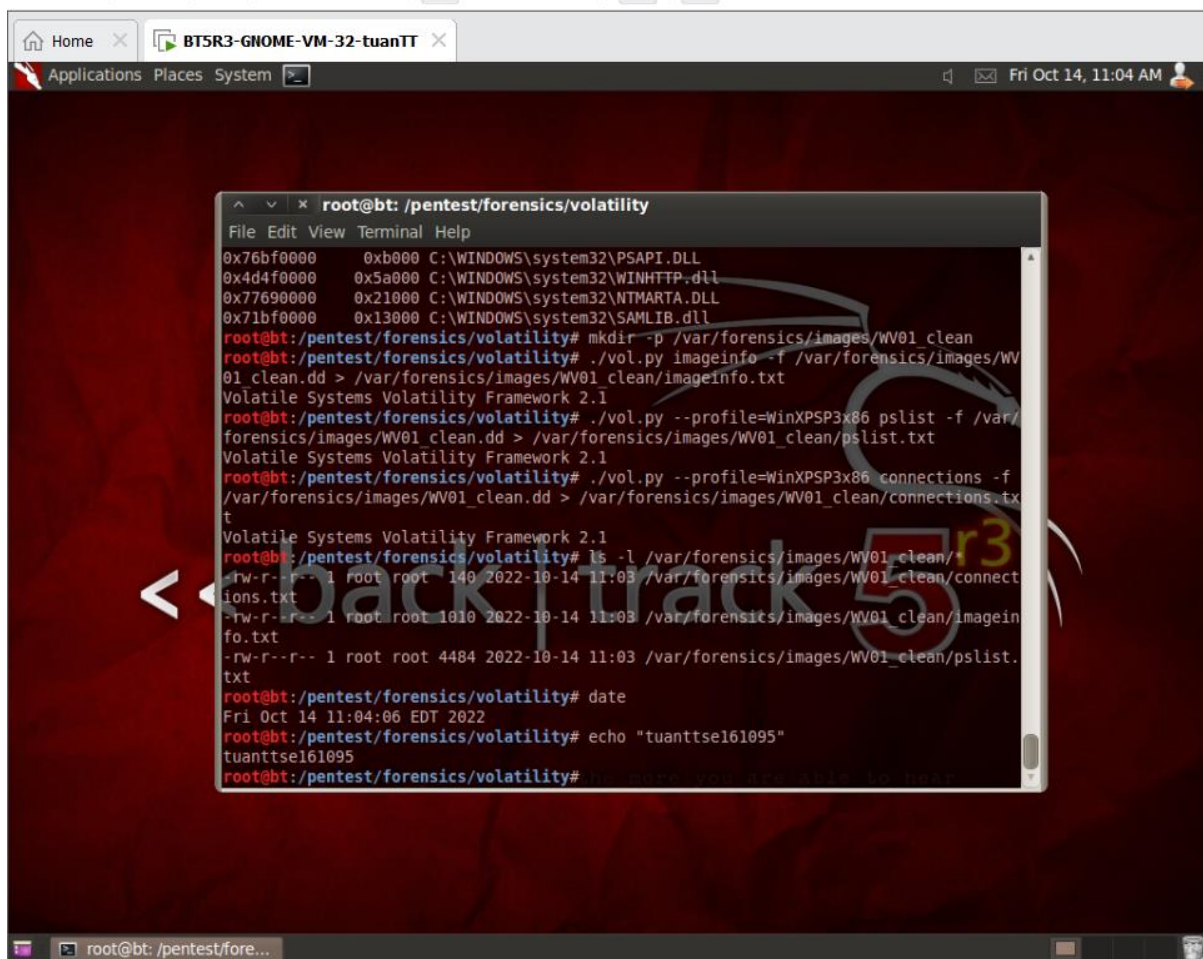 Home
BT5R3-GNOME-VM-32-tuanTT
Applications Places System
Fri Oct 14, 11:04 AM
root@bt: /pentest/forensics/volatility
File Edit View Terminal Help
0x76bf0000 0xb000 C:\WINDOWS\system32\PSAPI.DLL
0x4d4f0000 0x5a000 C:\WINDOWS\system32\WINHTTP.dll
0x77690000 0x21000 C:\WINDOWS\system32\NTMARTA.DLL
0x71bf0000 0x13000 C:\WINDOWS\system32\SAMLIB.dll
root@bt:/pentest/forensics/volatility# mkdir -p /var/forensics/images/WV01_clean
root@bt:/pentest/forensics/volatility# ./vol.py imageinfo -f /var/forensics/images/WV
01_clean.dd > /var/forensics/images/WV01_clean/imageinfo.txt
Volatile Systems Volatility Framework 2.1
root@bt:/pentest/forensics/volatility# ./vol.py --profile=WinXPSP3x86 pslist -f /var/
forensics/images/WV01_clean.dd > /var/forensics/images/WV01_clean/pslist.txt
Volatile Systems Volatility Framework 2.1
root@bt:/pentest/forensics/volatility# ./vol.py --profile=WinXPSP3x86 connections -f
/var/forensics/images/WV01_clean.dd > /var/forensics/images/WV01_clean/connections.tx
t
Volatile Systems Volatility Framework 2.1
root@bt:/pentest/forensics/volatility# ls -l /var/forensics/images/WV01_clean/*
-rw-r--r-- 1 root root 140 2022-10-14 11:03 /var/forensics/images/WV01_clean/connect
ions.txt
-rw-r--r-- 1 root root 1010 2022-10-14 11:03 /var/forensics/images/WV01_clean/imagein
fo.txt
-rw-r--r-- 1 root root 4484 2022-10-14 11:03 /var/forensics/images/WV01_clean/pslist.
txt
root@bt:/pentest/forensics/volatility# date
Fri Oct 14 11:04:06 EDT 2022
root@bt:/pentest/forensics/volatility# echo "tuanttse161095"
tuanttse161095
root@bt:/pentest/forensics/volatility#
<< back | track 5 r3
he more you are able to hear
root@bt: /pentest/fore...